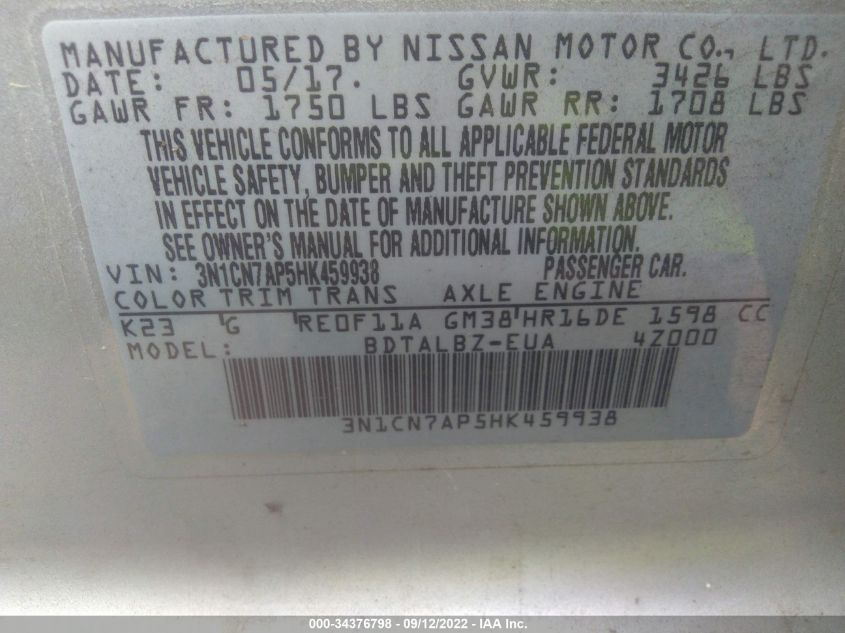 MANUFACTURED BY NISSAN MOTOR CO., LTD.
DATE: 05/17. GVWR: 3426 LBS
GAWR FR: 1750 LBS GAWR RR: 1708 LBS
THIS VEHICLE CONFORMS TO ALL APPLICABLE FEDERAL MOTOR
VEHICLE SAFETY, BUMPER AND THEFT PREVENTION STANDARDS
IN EFFECT ON THE DATE OF MANUFACTURE SHOWN ABOVE.
SEE OWNER'S MANUAL FOR ADDITIONAL INFORMATION.
VIN: 3N1CN7AP5HK459938 PASSENGER CAR.
COLOR TRIM TRANS AXLE ENGINE
K23 'G 'RE0F11A GM38'HR16DE 1598 CC
MODEL: BDTALBZ-EUA 4Z000
3N1CN7AP5HK459938
000-34376798 - 09/12/2022 - IAA Inc.